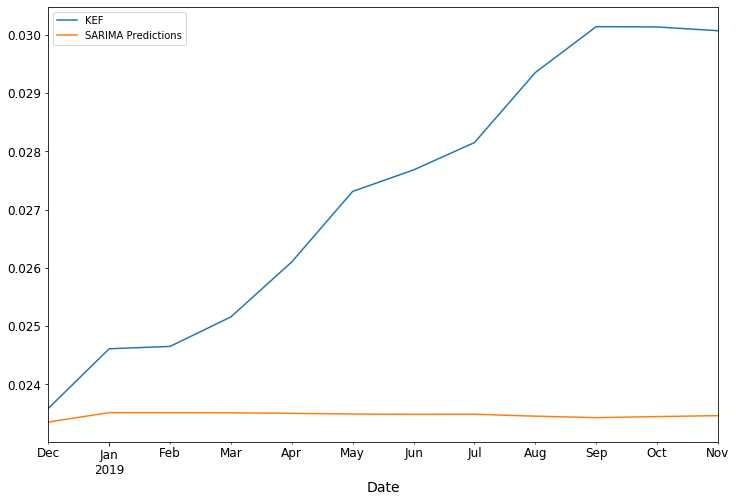 KEF
SARIMA Predictions
0.030
0.029
0.028
0.027
0.026
0.025
0.024
Dec Jan Feb Mar Apr May Jun Jul Aug Sep Oct Nov
2019
Date